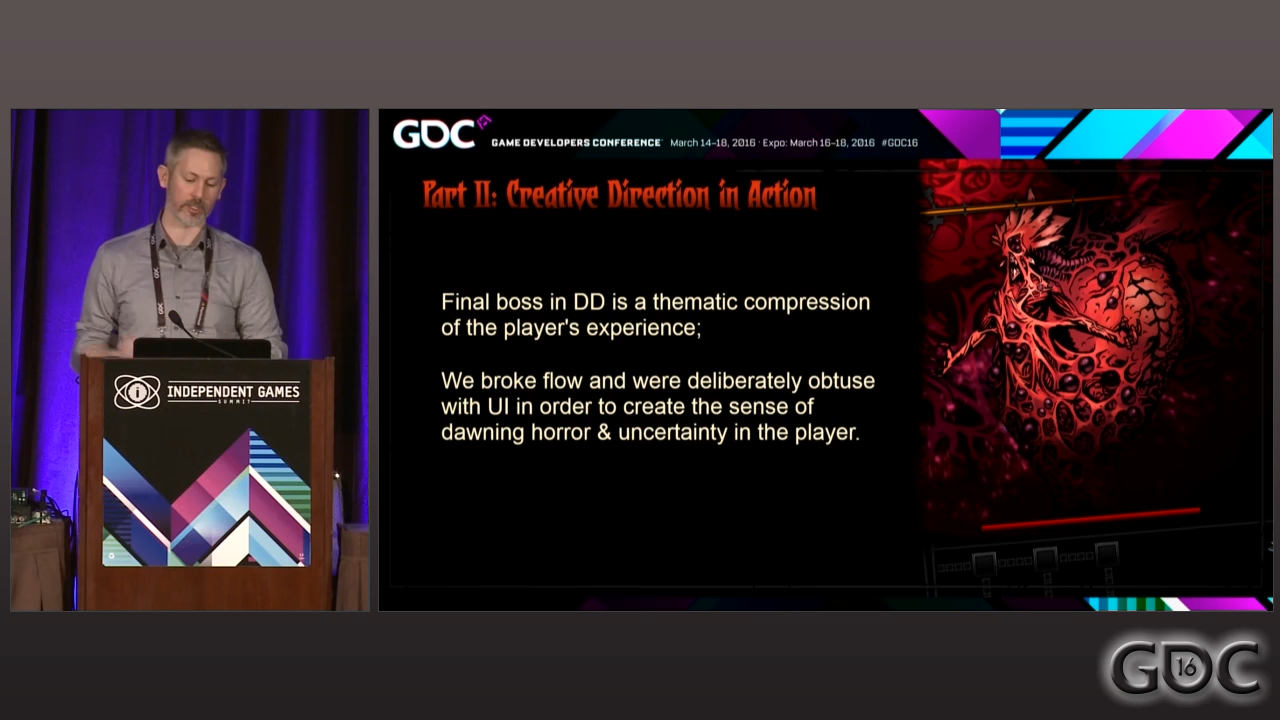 GDC
GAME DEVELOPERS CONFERENCE March 14–18, 2016 · Expo: March 16–18, 2016 #GDC16
Part II: Creative Direction in Action
Final boss in DD is a thematic compression
of the player's experience;
We broke flow and were deliberately obtuse
with UI in order to create the sense of
dawning horror & uncertainty in the player.
INDEPENDENT GAMES
SUMMIT
GDC 16